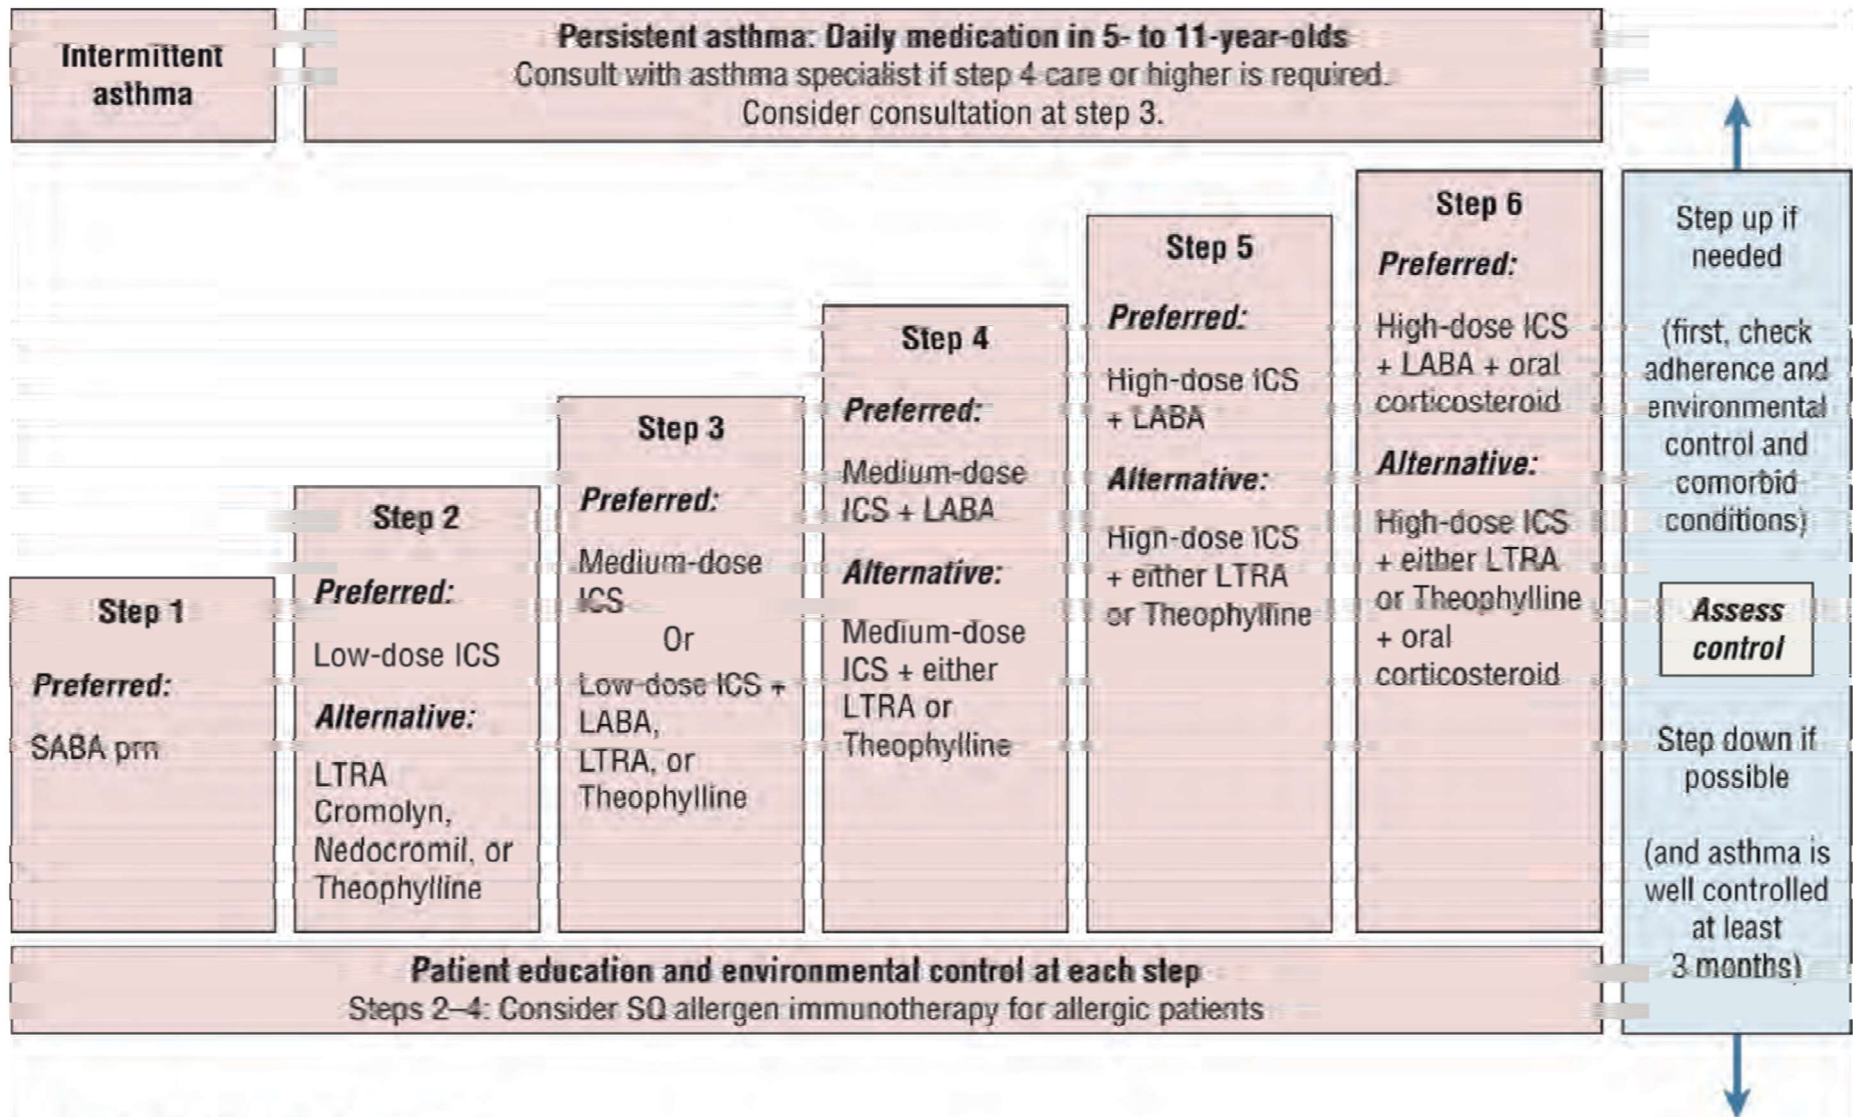 Intermittent
asthma
Persistent asthma: Daily medication in 5- to 11-year-olds
Consult with asthma specialist if step 4 care or higher is required.
Consider consultation at step 3.
Step 1
Preferred:
SABA prn
Step 2
Preferred:
Low-dose ICS
Alternative:
LTRA
Cromolyn,
Nedocromil, or
Theophylline
Step 3
Preferred:
Medium-dose
ICS
Or
Low-dose ICS +
LABA,
LTRA, or
Theophylline
Step 4
Preferred:
Medium-dose
ICS + LABA
Alternative:
Medium-dose
ICS + either
LTRA or
Theophylline
Step 5
Preferred:
High-dose ICS
+ LABA
Alternative:
High-dose ICS
+ either LTRA
or Theophylline
Step 6
Preferred:
High-dose ICS
+ LABA + oral
corticosteroid
Alternative:
High-dose ICS
+ either LTRA
or Theophylline
+ oral
corticosteroid
Step up if
needed
(first, check
adherence and
environmental
control and
comorbid
conditions)
Assess
control
Step down if
possible
(and asthma is
well controlled
at least
3 months)
Patient education and environmental control at each step
Steps 2–4: Consider SQ allergen immunotherapy for allergic patients